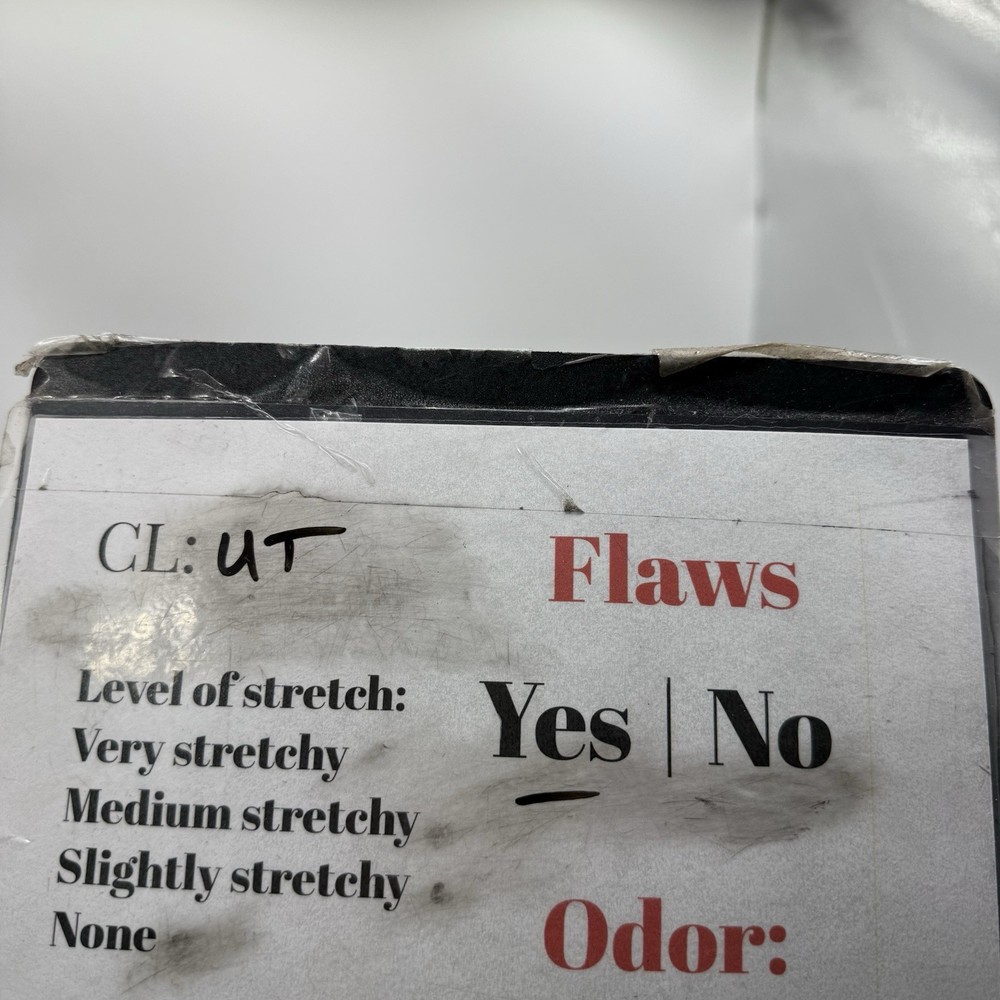 CL: UT
Level of stretch:
Very stretchy
Medium stretchy
Slightly stretchy
None
Flaws
Yes | No
Odor: